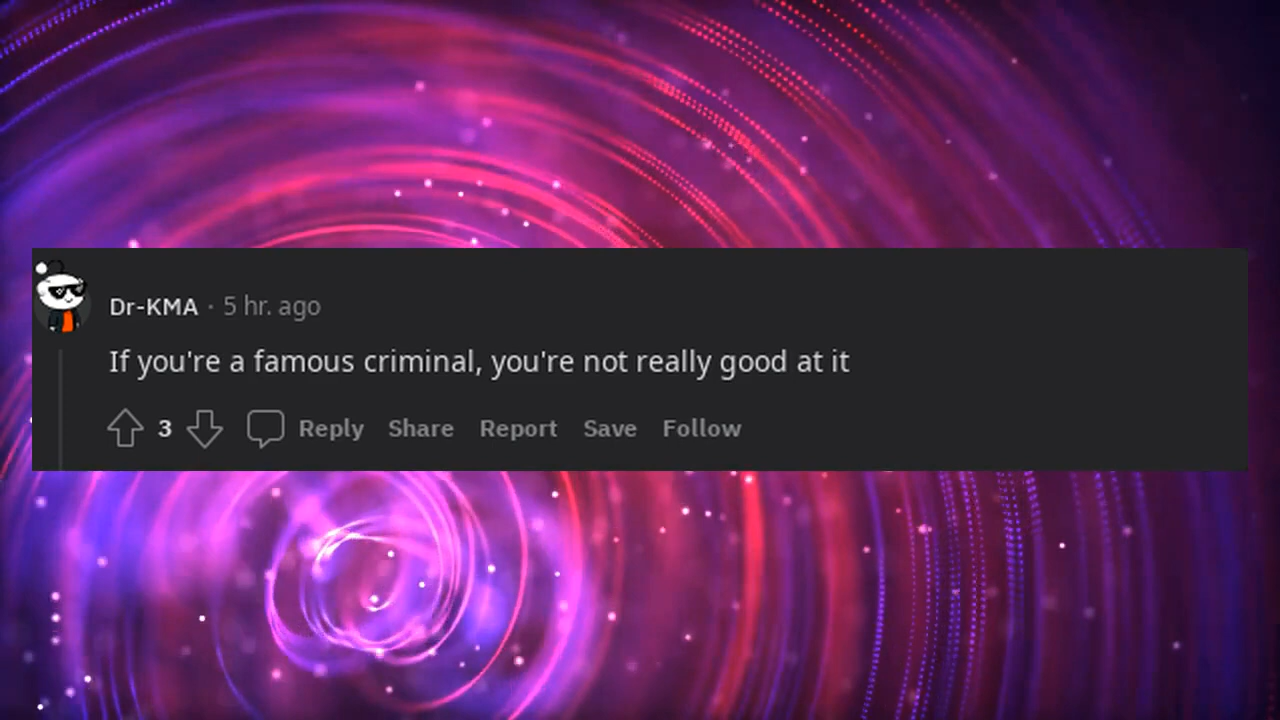 Dr-KMA · 5 hr. ago
If you're a famous criminal, you're not really good at it
3 Reply Share Report Save Follow